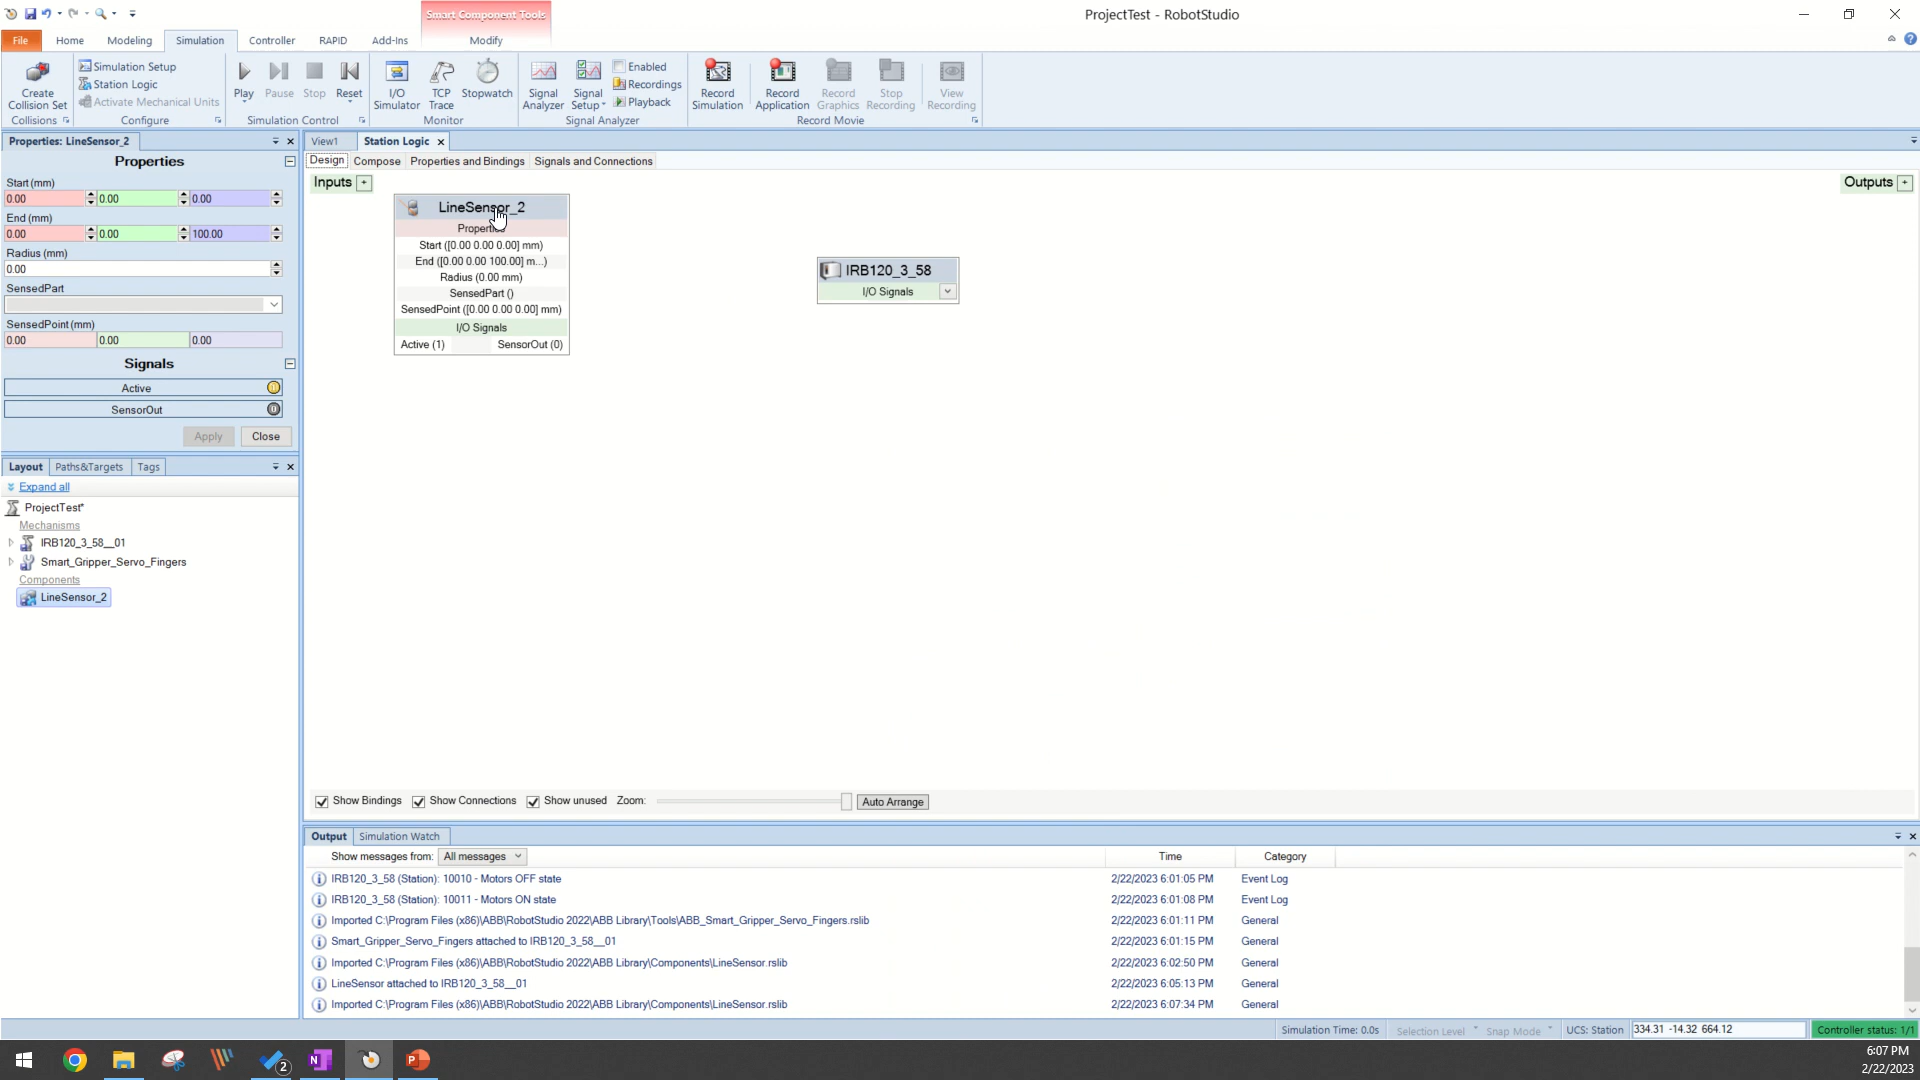 Smart Component Tools
ProjectTest - RobotStudio
File Home Modeling Simulation Controller RAPID Add-Ins Modify
Create Collision Set
Collisions
Simulation Setup
Station Logic
Activate Mechanical Units
Configure
Play Pause Stop Reset
Simulation Control
I/O Simulator
TCP Trace
Stopwatch
Monitor
Signal Analyzer
Signal Setup
Enabled
Recordings
Playback
Signal Analyzer
Record Simulation
Record Application
Record Graphics
Stop Recording
View Recording
Record Movie
Properties: LineSensor_2
Properties
Start (mm)
0.00 0.00 0.00
End (mm)
0.00 0.00 100.00
Radius (mm)
0.00
SensedPart
SensedPoint (mm)
0.00 0.00 0.00
Signals
Active
SensorOut
Apply Close
Layout Paths&Targets Tags
Expand all
ProjectTest*
Mechanisms
IRB120_3_58__01
Smart_Gripper_Servo_Fingers
Components
LineSensor_2
View1 Station Logic
Design Compose Properties and Bindings Signals and Connections
Inputs +
Outputs +
LineSensor_2
Start ([0.00 0.00 0.00] mm)
End ([0.00 0.00 100.00] m...)
Radius (0.00 mm)
SensedPart ()
SensedPoint ([0.00 0.00 0.00] mm)
I/O Signals
Active (1) SensorOut (0)
IRB120_3_58
I/O Signals
Show Bindings Show Connections Show unused Zoom: Auto Arrange
Output Simulation Watch
Show messages from: All messages Time Category
IRB120_3_58 (Station): 10010 - Motors OFF state 2/22/2023 6:01:05 PM Event Log
IRB120_3_58 (Station): 10011 - Motors ON state 2/22/2023 6:01:08 PM Event Log
Imported C:\Program Files (x86)\ABB\RobotStudio 2022\ABB Library\Tools\ABB_Smart_Gripper_Servo_Fingers.rslib 2/22/2023 6:01:11 PM General
Smart_Gripper_Servo_Fingers attached to IRB120_3_58__01 2/22/2023 6:01:15 PM General
Imported C:\Program Files (x86)\ABB\RobotStudio 2022\ABB Library\Components\LineSensor.rslib 2/22/2023 6:02:50 PM General
LineSensor attached to IRB120_3_58__01 2/22/2023 6:05:13 PM General
Imported C:\Program Files (x86)\ABB\RobotStudio 2022\ABB Library\Components\LineSensor.rslib 2/22/2023 6:07:34 PM General
Simulation Time: 0.0s Selection Level Snap Mode UCS: Station 334.31 -14.32 664.12 Controller status: 1/1
2
6:07 PM
2/22/2023